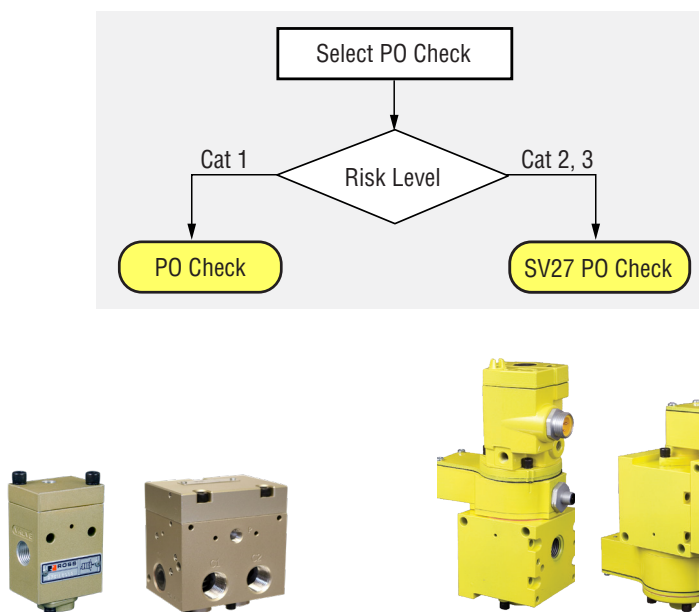 Select PO Check
Cat 1
Cat 2, 3
Risk Level
PO Check
SV27 PO Check
ROSS